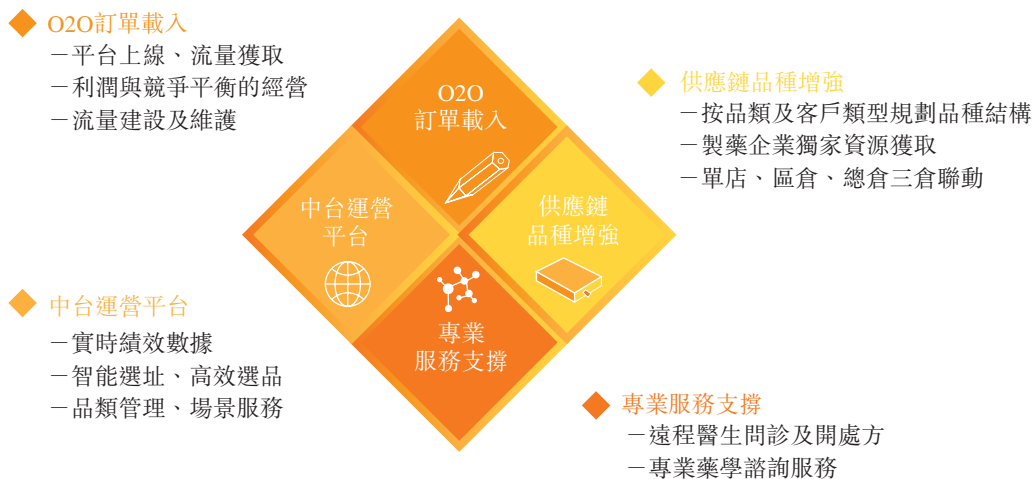 O2O訂單載入
－平台上線、流量獲取
－利潤與競爭平衡的經營
－流量建設及維護
O2O
訂單載入
供應鏈品種增強
－按品類及客戶類型規劃品種結構
－製藥企業獨家資源獲取
－單店、區倉、總倉三倉聯動
中台運營
平台
供應鏈
品種增強
專業
服務支撐
中台運營平台
－實時績效數據
－智能選址、高效選品
－品類管理、場景服務
專業服務支撐
－遠程醫生問診及開處方
－專業藥學諮詢服務